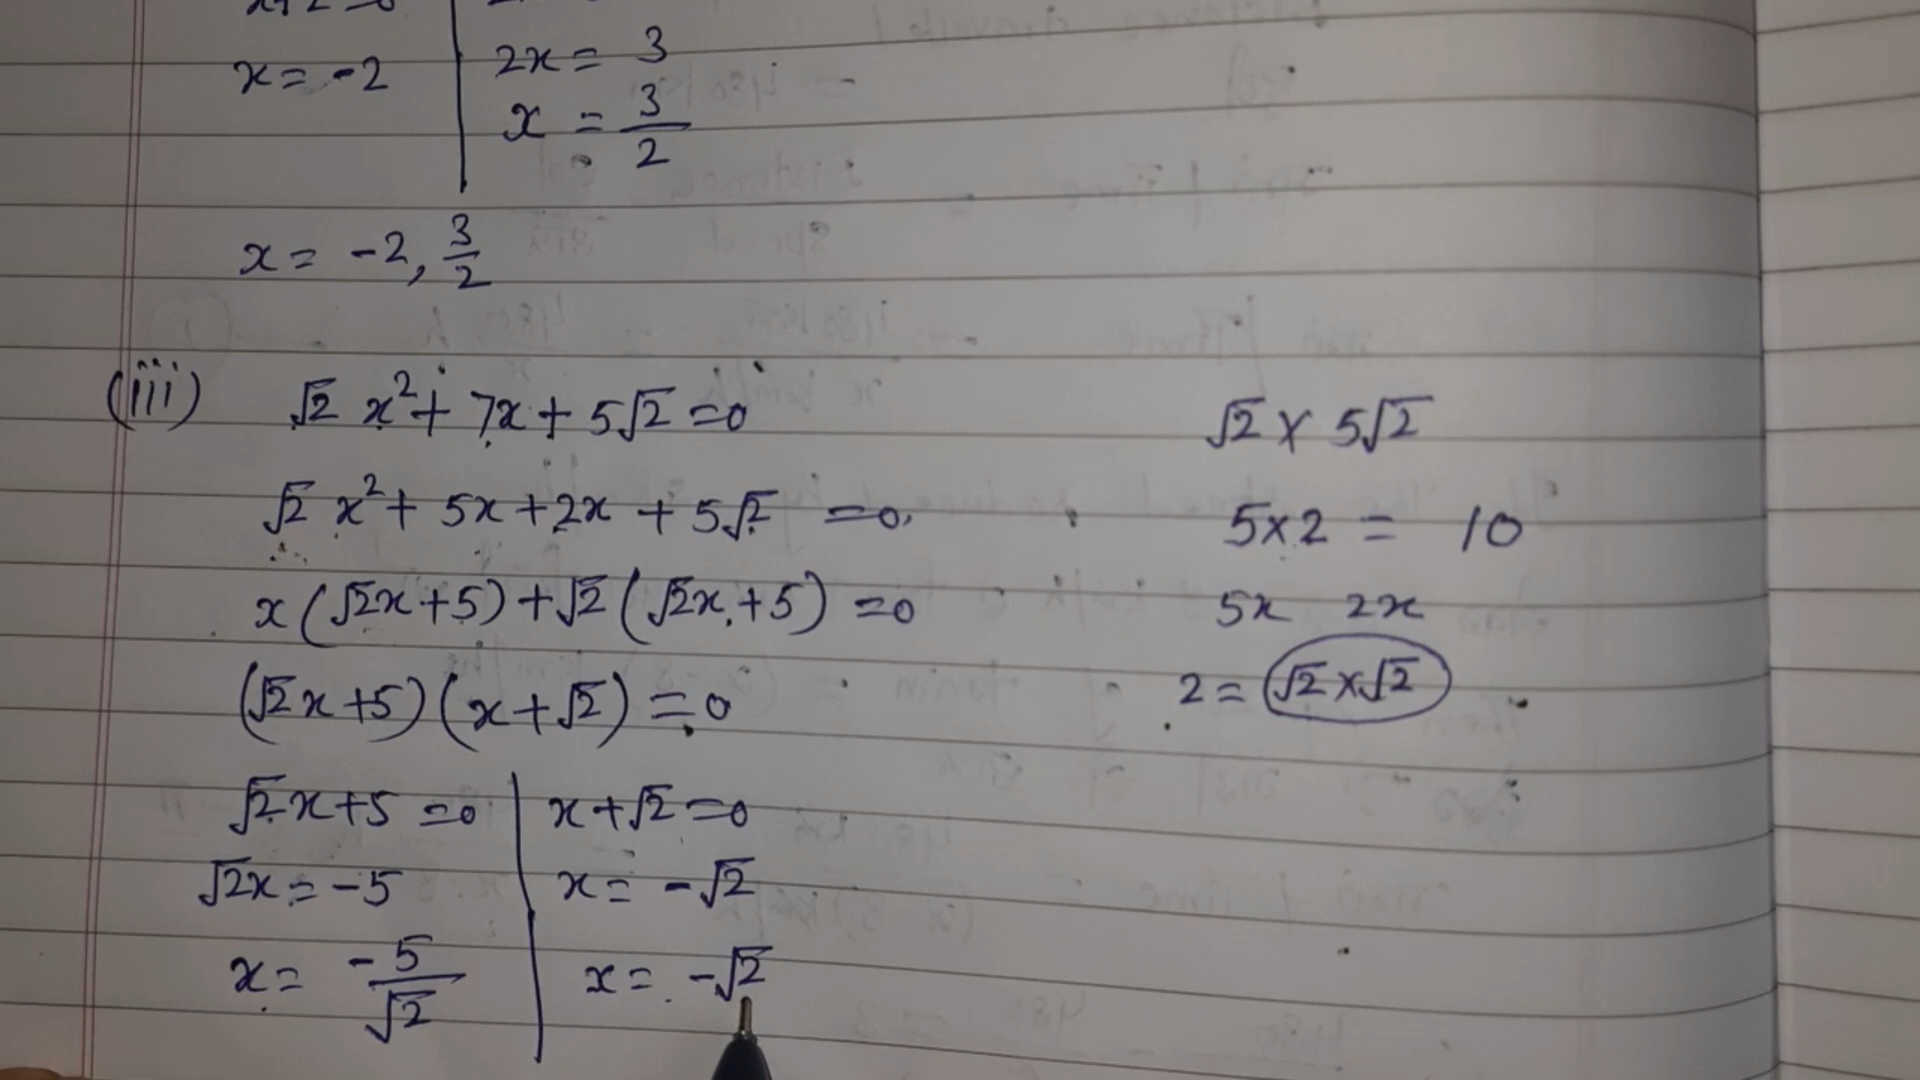 x = -2 | 2x = 3
x = 3/2
x = -2, 3/2
(iii) √2 x² + 7x + 5√2 = 0
√2 x² + 5x + 2x + 5√2 = 0
x(√2x + 5) + √2(√2x + 5) = 0
(√2x + 5)(x + √2) = 0
√2x + 5 = 0 | x + √2 = 0
√2x = -5 | x = -√2
x = -5/√2 | x = -√2
√2 × 5√2
5×2 = 10
5x 2x
2 = √2 × √2